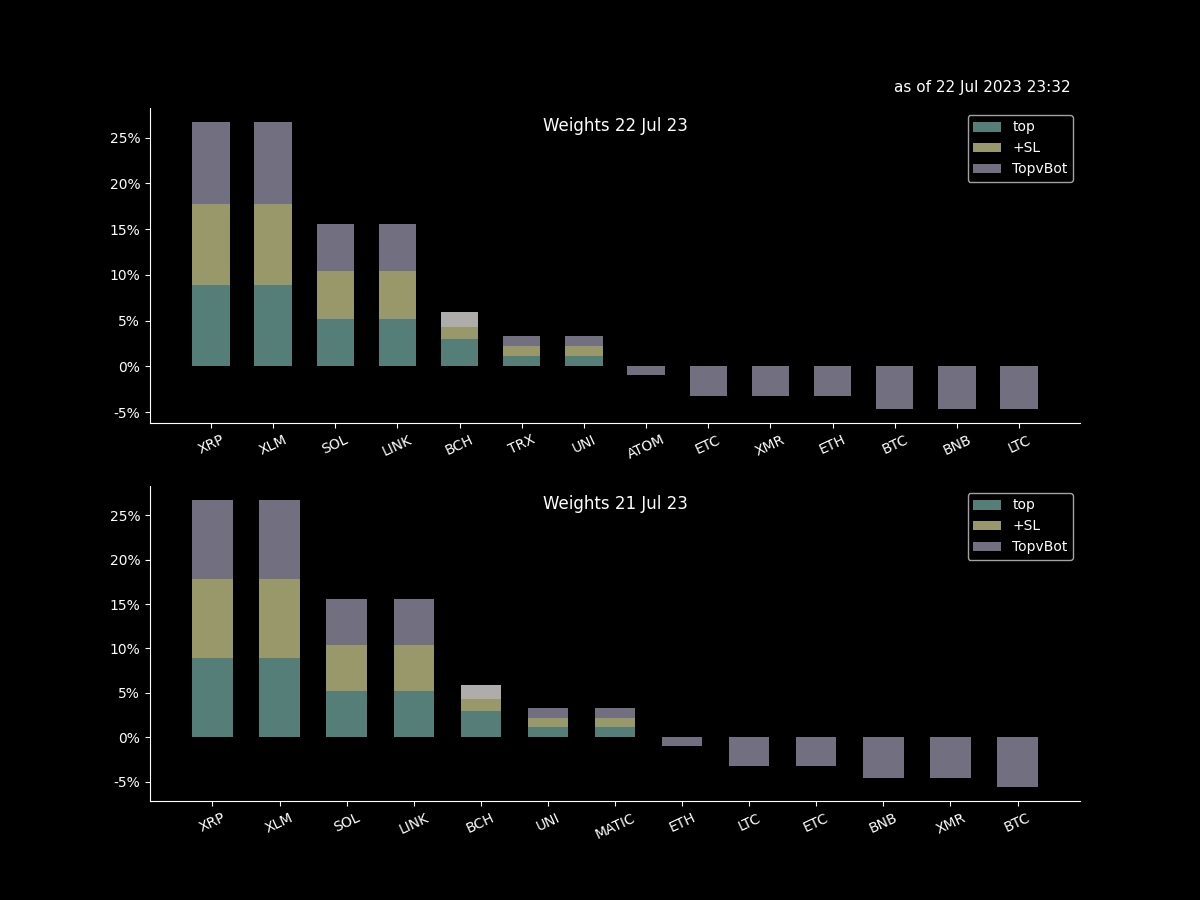 as of 22 Jul 2023 23:32
Weights 22 Jul 23
top
+SL
TopvBot
25%
20%
15%
10%
5%
0%
-5%
XRP XLM SOL LINK BCH TRX UNI ATOM ETC XMR ETH BTC BNB LTC
Weights 21 Jul 23
top
+SL
TopvBot
25%
20%
15%
10%
5%
0%
-5%
XRP XLM SOL LINK BCH UNI MATIC ETH LTC ETC BNB XMR BTC